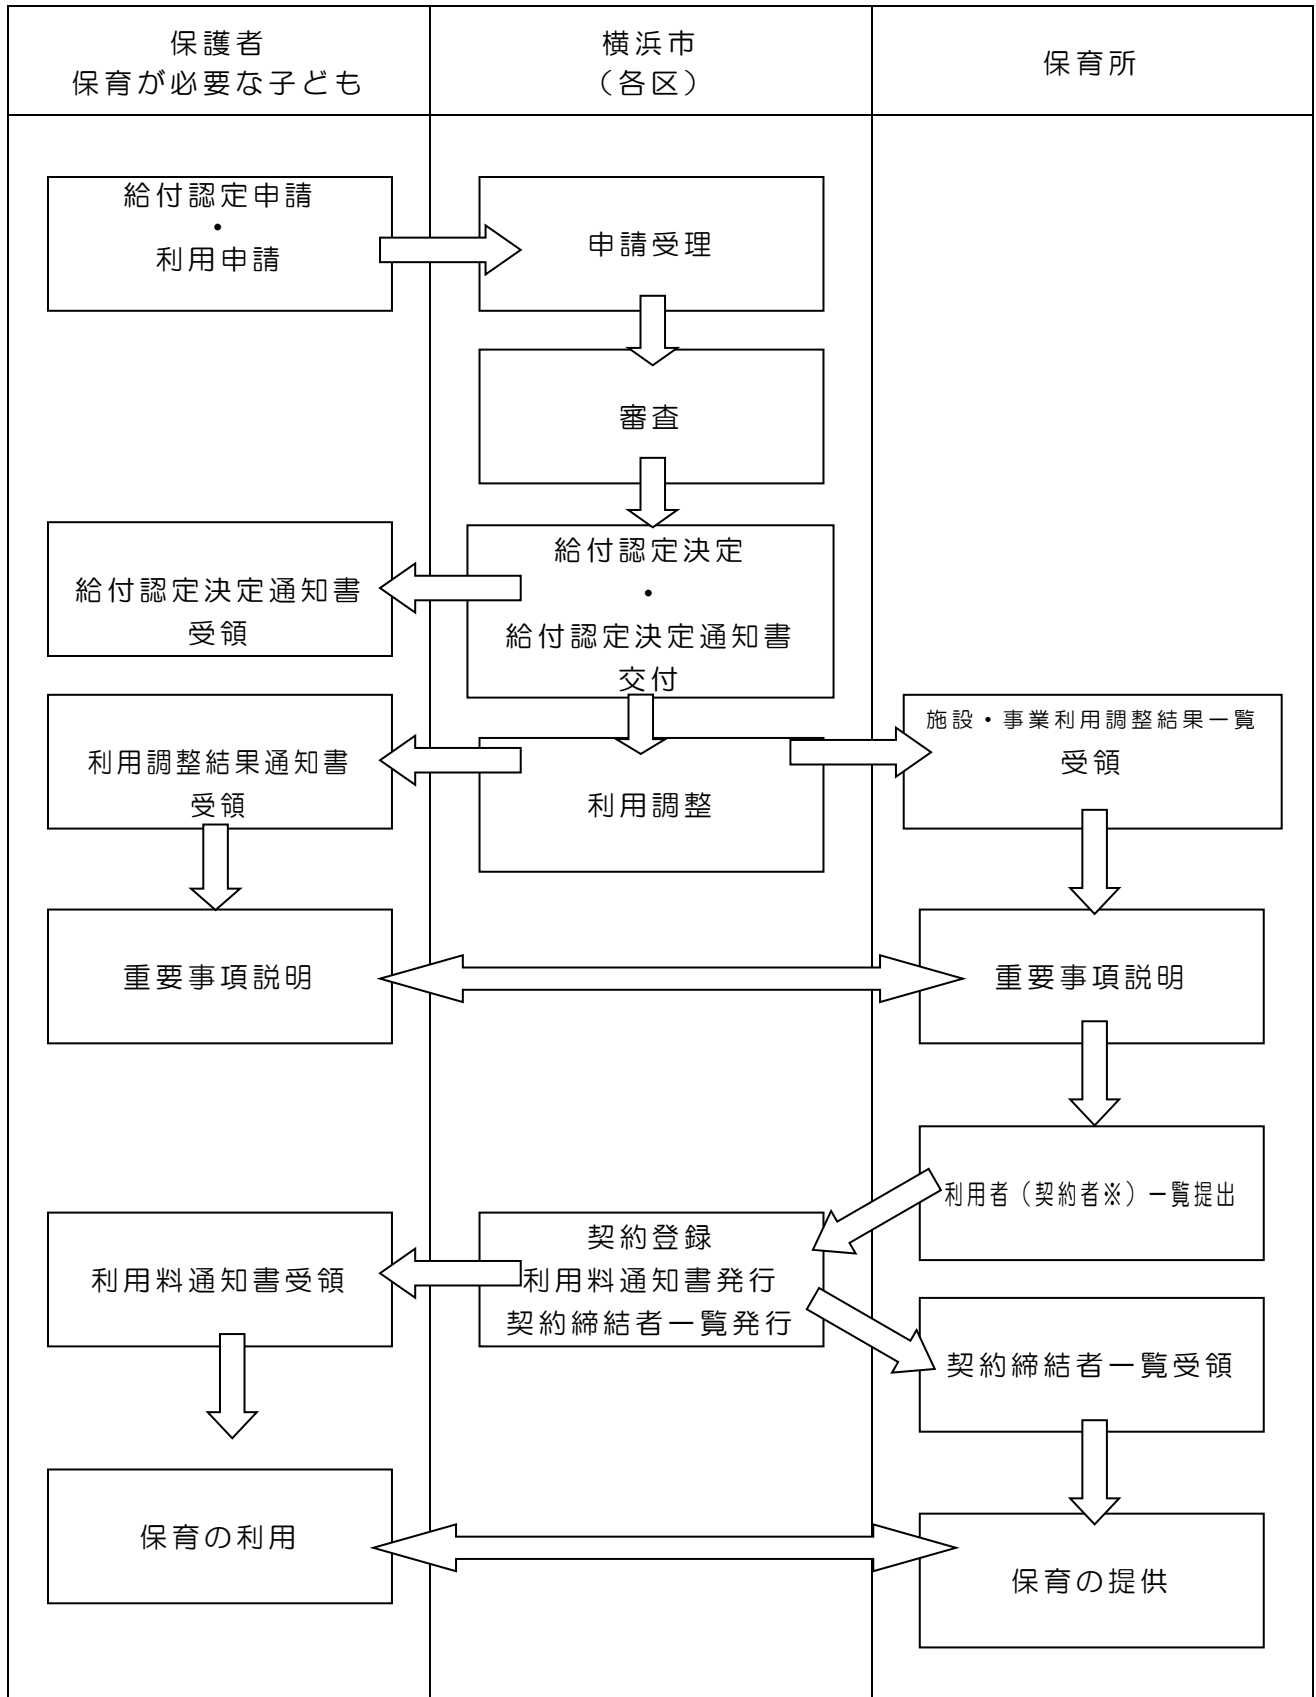 保護者
保育が必要な子ども
横浜市
（各区）
保育所
給付認定申請
・
利用申請
申請受理
審査
給付認定決定
・
給付認定決定通知書
交付
給付認定決定通知書
受領
利用調整結果通知書
受領
利用調整
施設・事業利用調整結果一覧
受領
重要事項説明
重要事項説明
利用者（契約者※）一覧提出
契約登録
利用料通知書発行
契約締結者一覧発行
利用料通知書受領
契約締結者一覧受領
保育の利用
保育の提供